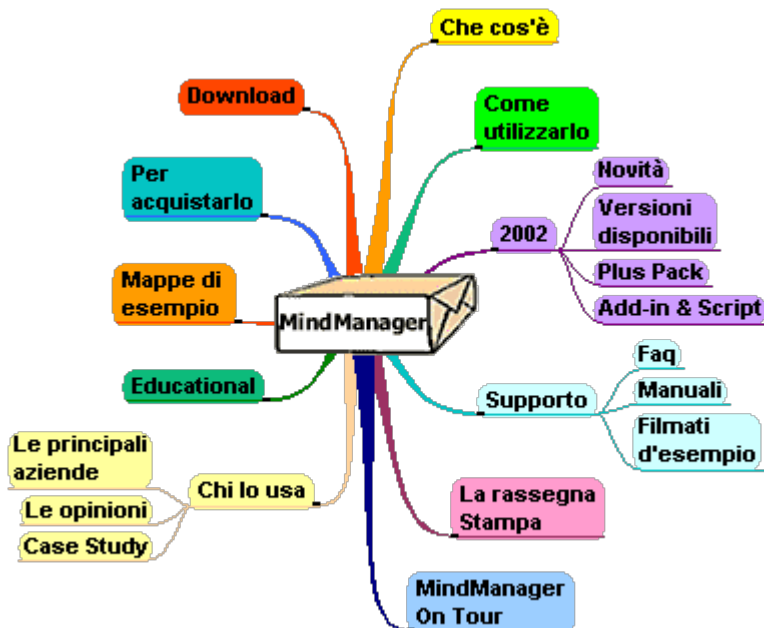 Che cos'è
Download
Come
utilizzarlo
Per
acquistarlo
Novità
Versioni
disponibili
2002
Plus Pack
Add-in & Script
Mappe di
esempio
MindManager
Educational
Supporto
Faq
Manuali
Filmati
d'esempio
Le principali
aziende
Chi lo usa
Le opinioni
Case Study
La rassegna
Stampa
MindManager
On Tour